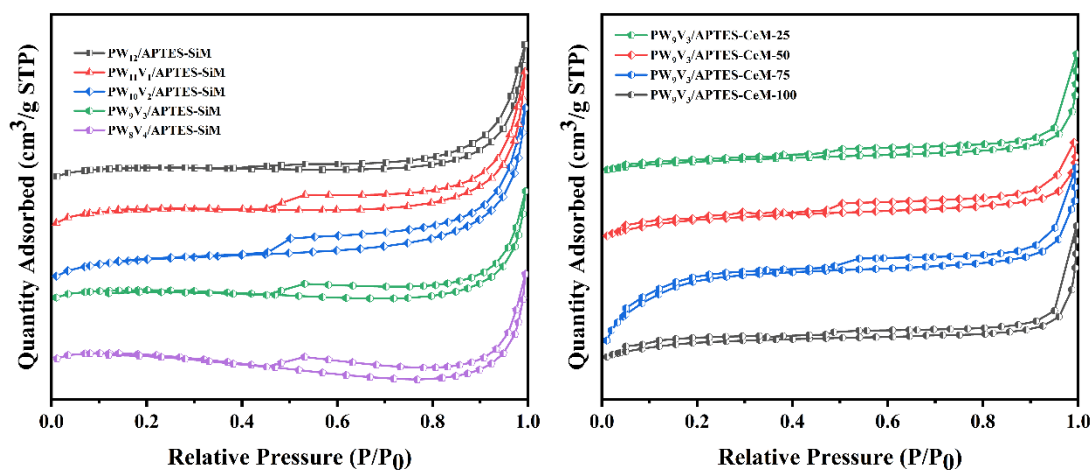 Quantity Adsorbed (cm³/g STP)
PW₁₂/APTES-SiM
PW₁₁V₁/APTES-SiM
PW₁₀V₂/APTES-SiM
PW₉V₃/APTES-SiM
PW₈V₄/APTES-SiM
0.0 0.2 0.4 0.6 0.8 1.0
Relative Pressure (P/P₀)
Quantity Adsorbed (cm³/g STP)
PW₉V₃/APTES-CeM-25
PW₉V₃/APTES-CeM-50
PW₉V₃/APTES-CeM-75
PW₉V₃/APTES-CeM-100
0.0 0.2 0.4 0.6 0.8 1.0
Relative Pressure (P/P₀)